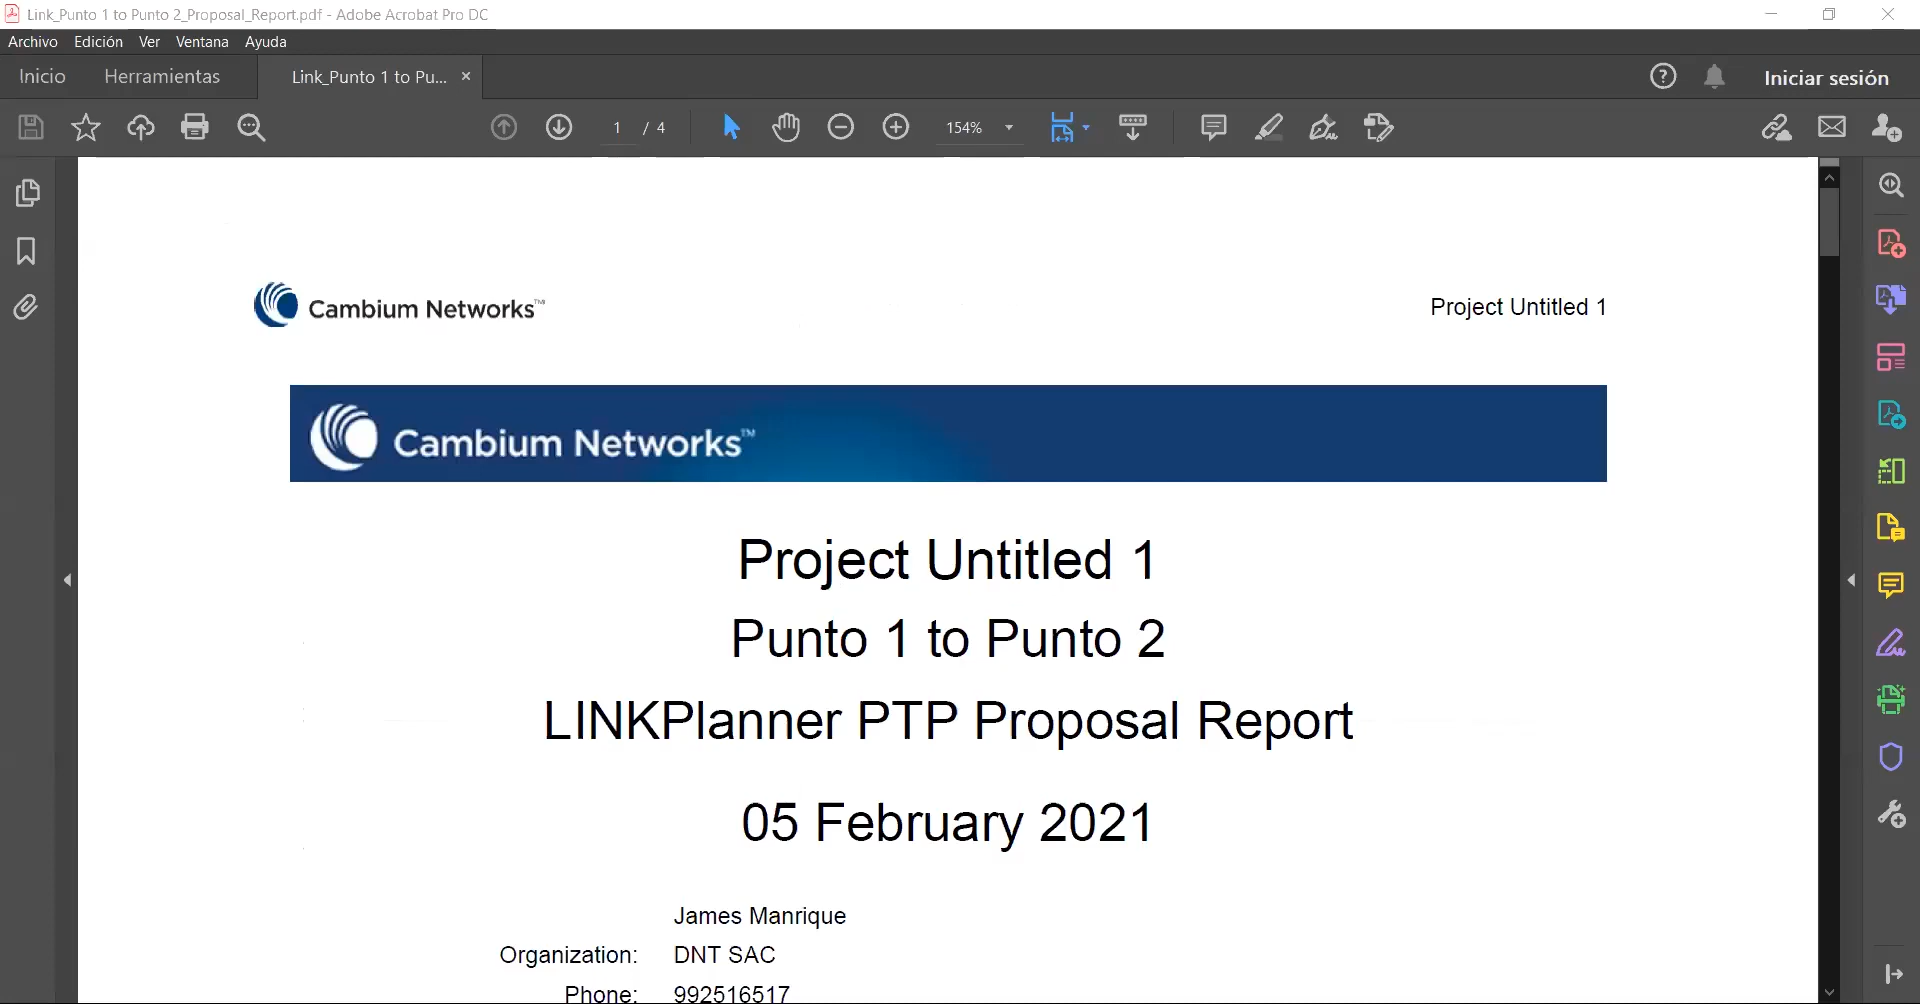 Link_Punto 1 to Punto 2_Proposal_Report.pdf - Adobe Acrobat Pro DC
Archivo Edición Ver Ventana Ayuda
Inicio Herramientas Link_Punto 1 to Pu... × Iniciar sesión
1 / 4 154%
Cambium Networks™ Project Untitled 1
Cambium Networks™
Project Untitled 1
Punto 1 to Punto 2
LINKPlanner PTP Proposal Report
05 February 2021
James Manrique
Organization: DNT SAC
Phone: 992516517